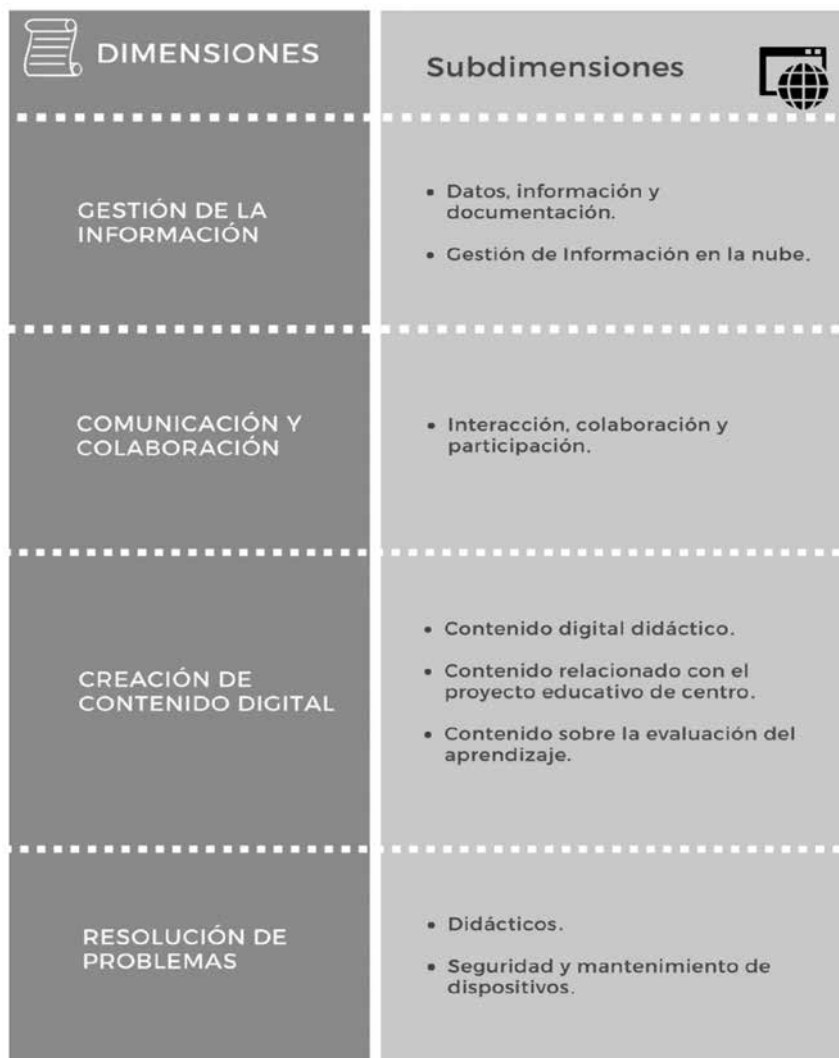 DIMENSIONES
Subdimensiones
GESTIÓN DE LA
INFORMACIÓN
• Datos, información y
documentación.
• Gestión de Información en la nube.
COMUNICACIÓN Y
COLABORACIÓN
• Interacción, colaboración y
participación.
CREACIÓN DE
CONTENIDO DIGITAL
• Contenido digital didáctico.
• Contenido relacionado con el
proyecto educativo de centro.
• Contenido sobre la evaluación del
aprendizaje.
RESOLUCIÓN DE
PROBLEMAS
• Didácticos.
• Seguridad y mantenimiento de
dispositivos.